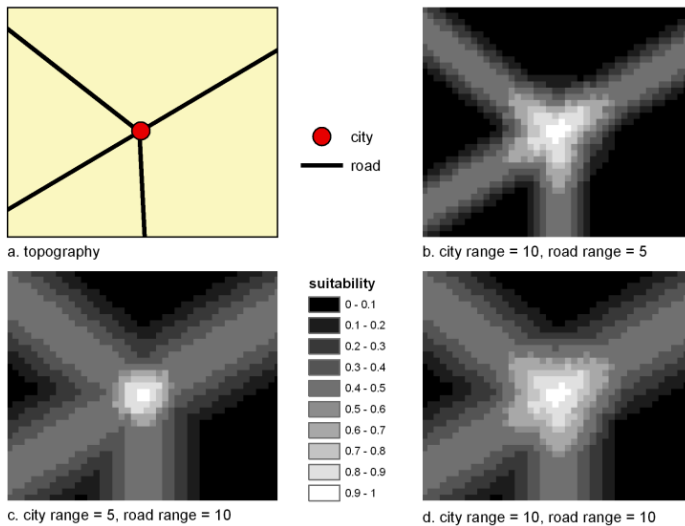 city
road
a. topography
b. city range = 10, road range = 5
suitability
0 - 0.1
0.1 - 0.2
0.2 - 0.3
0.3 - 0.4
0.4 - 0.5
0.5 - 0.6
0.6 - 0.7
0.7 - 0.8
0.8 - 0.9
0.9 - 1
c. city range = 5, road range = 10
d. city range = 10, road range = 10